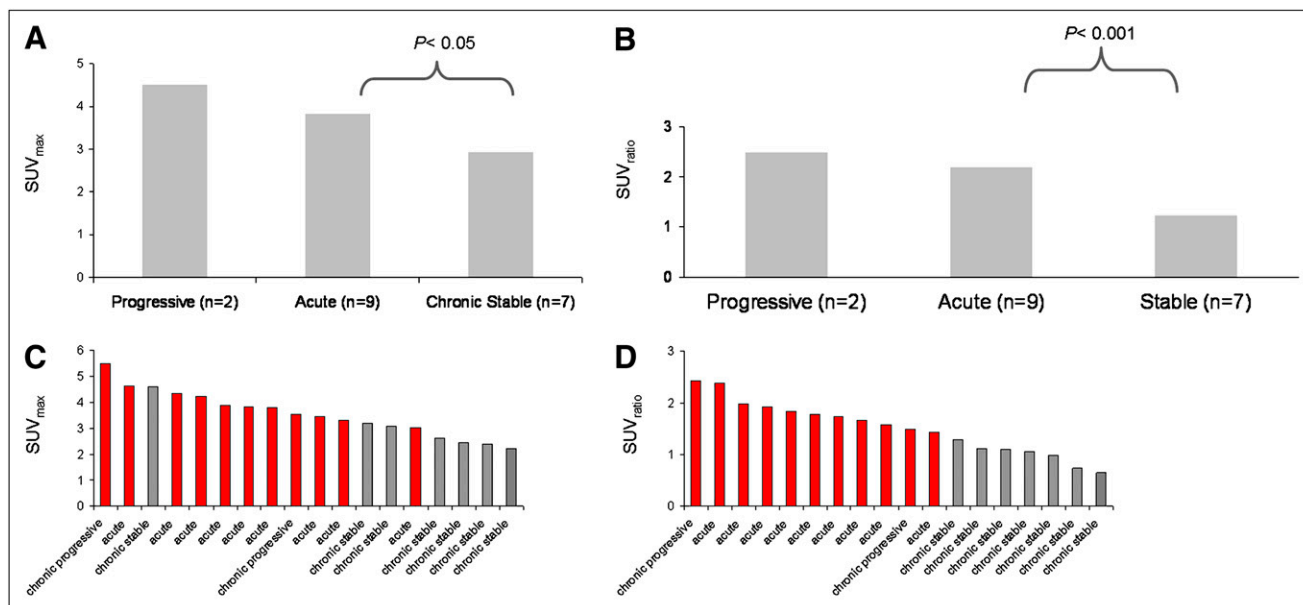 A
P< 0.05
5
4
3
2
1
0
SUVmax
Progressive (n=2)
Acute (n=9)
Chronic Stable (n=7)
B
P< 0.001
3
2
1
0
SUVratio
Progressive (n=2)
Acute (n=9)
Stable (n=7)
C
6
5
4
3
2
1
0
SUVmax
chronic progressive
acute
chronic stable
acute
acute
acute
acute
acute
chronic progressive
acute
acute
chronic stable
chronic stable
acute
chronic stable
chronic stable
chronic stable
chronic stable
D
3
2
1
0
SUVratio
chronic progressive
acute
acute
acute
acute
acute
acute
acute
acute
chronic progressive
acute
chronic stable
chronic stable
chronic stable
chronic stable
chronic stable
chronic stable
chronic stable